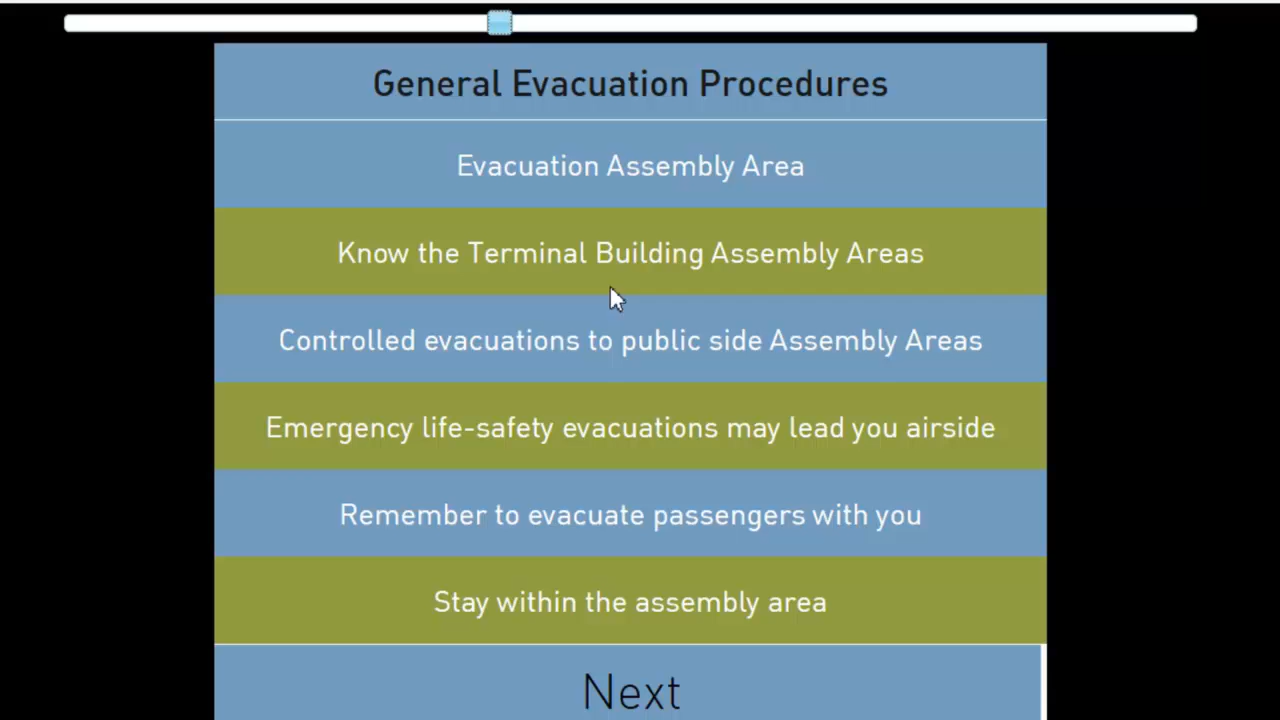 General Evacuation Procedures
Evacuation Assembly Area
Know the Terminal Building Assembly Areas
Controlled evacuations to public side Assembly Areas
Emergency life-safety evacuations may lead you airside
Remember to evacuate passengers with you
Stay within the assembly area
Next